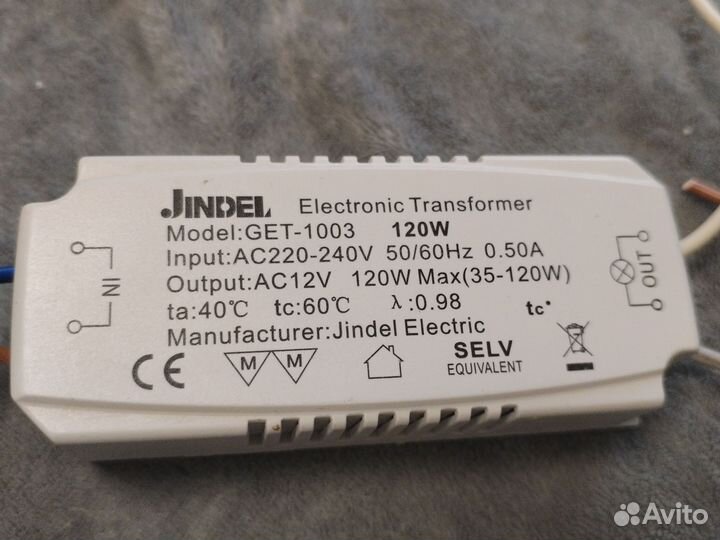 JINDEL Electronic Transformer
Model:GET-1003 120W
Input:AC220-240V 50/60Hz 0.50A
Output:AC12V 120W Max(35-120W)
ta:40℃ tc:60℃ λ:0.98 tc•
Manufacturer:Jindel Electric
IN
OUT
CE M M SELV
EQUIVALENT
Avito